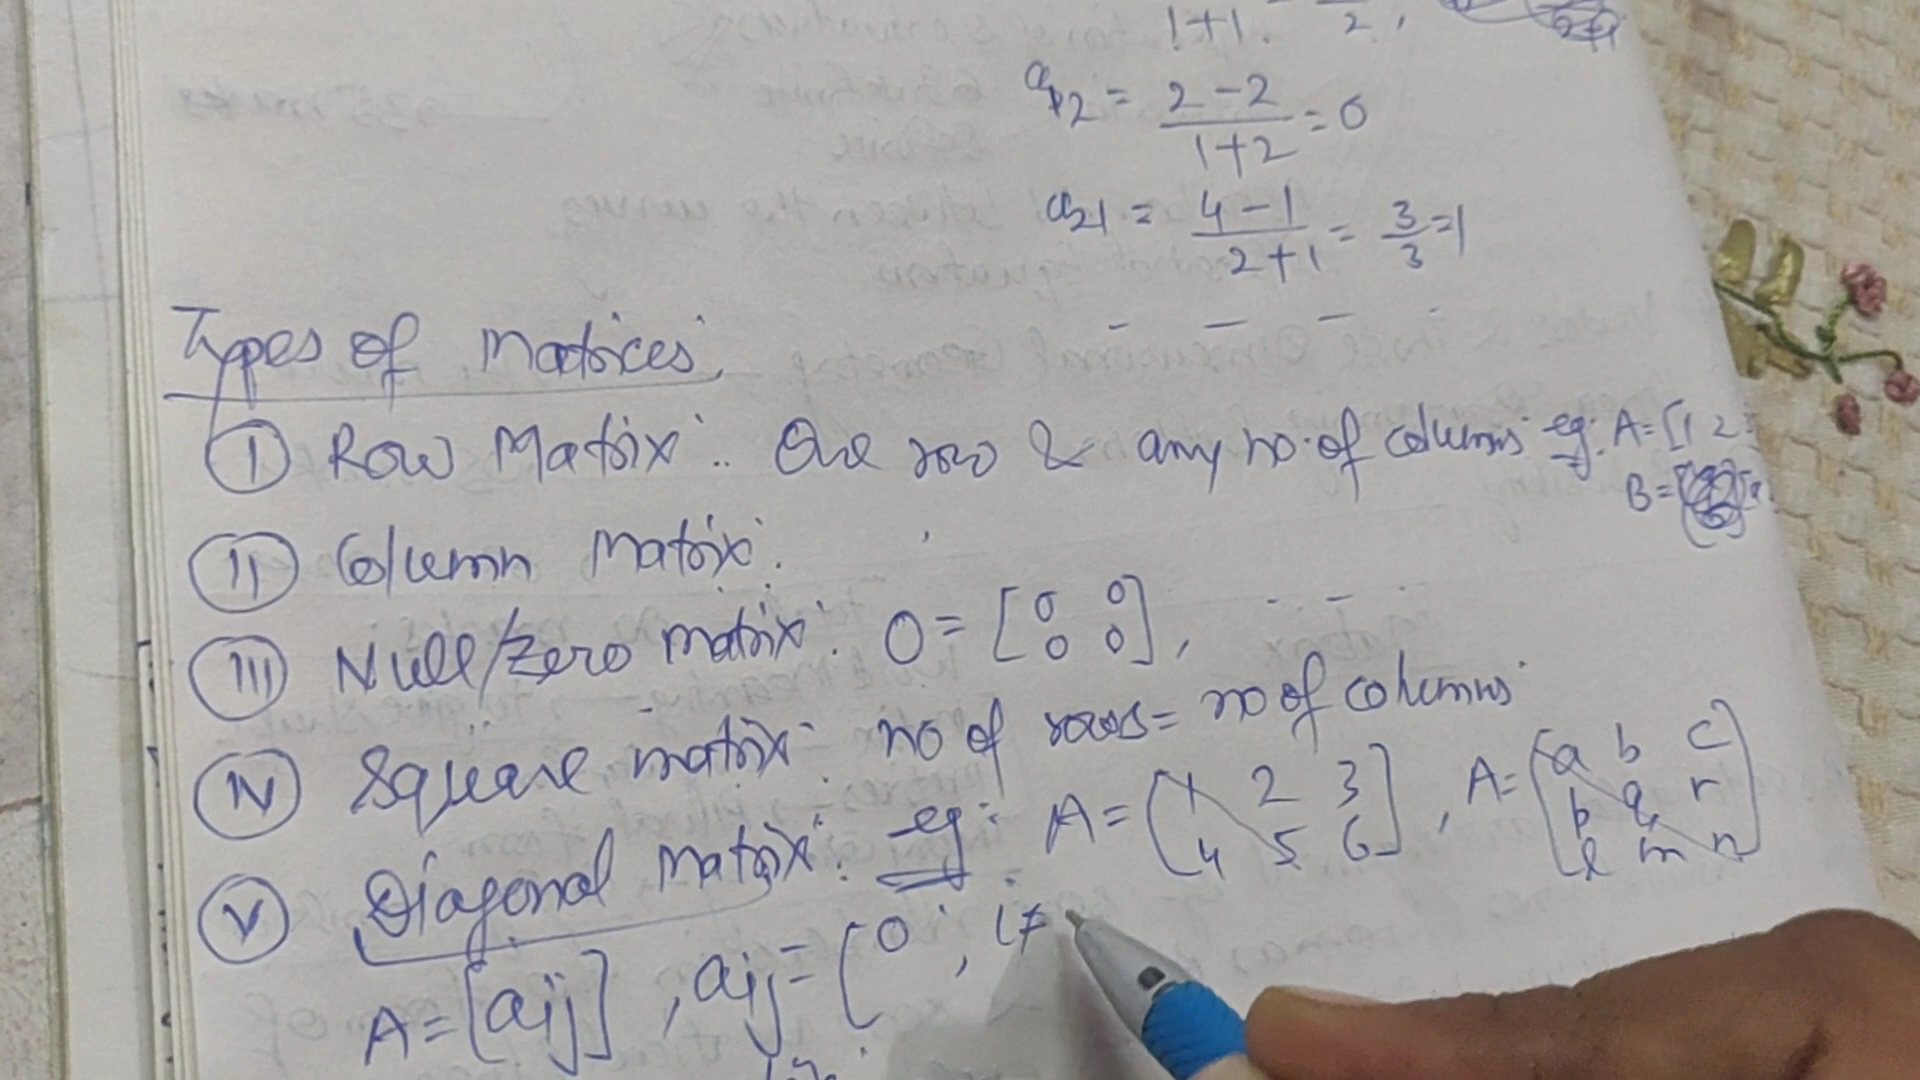 1+1. 2,
a12 = 2-2 / 1+2 = 0
a21 = 4-1 / 2+1 = 3/3 = 1
Types of Matrices,
I Row Matrix: One row & any no. of columns eg: A = [1 2
B = [
II Column Matrix:
III Null/zero matrix: O = [0 0
0 0],
IV Square matrix: no of rows = no of columns
V Diagonal matrix: eg: A = [1 2 3
4 5 6], A = [a b c
p q r
l m n]
A = [aij], aij = [0, i≠